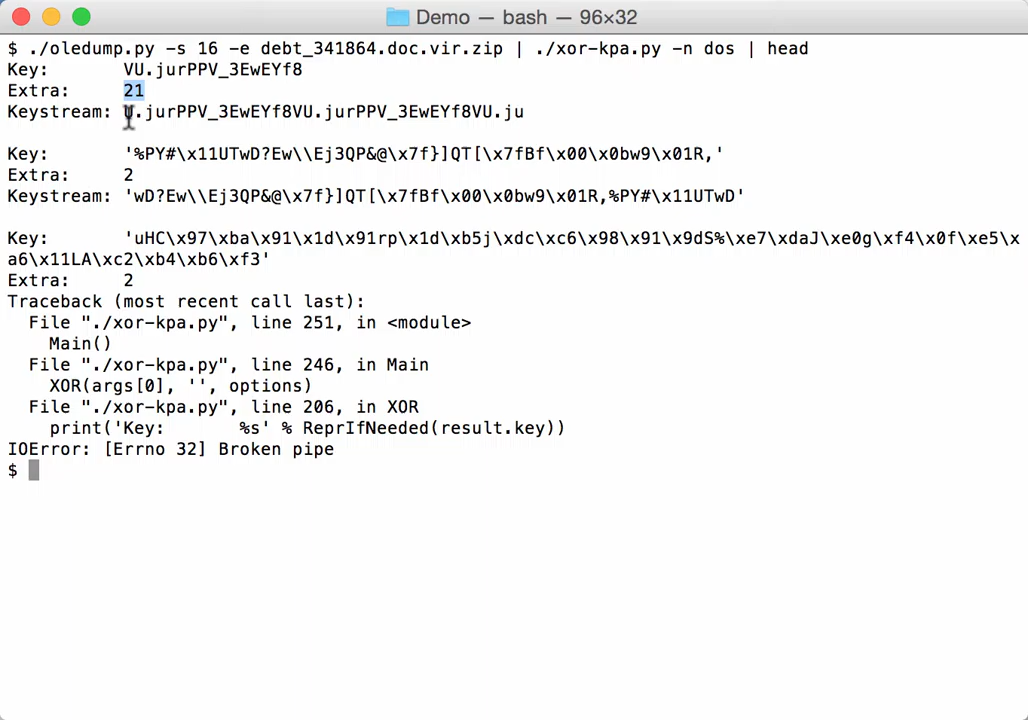 Demo — bash — 96×32
$ ./oledump.py -s 16 -e debt_341864.doc.vir.zip | ./xor-kpa.py -n dos | head
Key:       VU.jurPPV_3EwEYf8
Extra:     21
Keystream: U.jurPPV_3EwEYf8VU.jurPPV_3EwEYf8VU.ju

Key:       '%PY#\x11UTwD?Ew\\Ej3QP&@\x7f}]QT[\x7fBf\x00\x0bw9\x01R,'
Extra:     2
Keystream: 'wD?Ew\\Ej3QP&@\x7f}]QT[\x7fBf\x00\x0bw9\x01R,%PY#\x11UTwD'

Key:       'uHC\x97\xba\x91\x1d\x91rp\x1d\xb5j\xdc\xc6\x98\x91\x9dS%\xe7\xdaJ\xe0g\xf4\x0f\xe5\x
a6\x11LA\xc2\xb4\xb6\xf3'
Extra:     2
Traceback (most recent call last):
  File "./xor-kpa.py", line 251, in <module>
    Main()
  File "./xor-kpa.py", line 246, in Main
    XOR(args[0], '', options)
  File "./xor-kpa.py", line 206, in XOR
    print('Key:       %s' % ReprIfNeeded(result.key))
IOError: [Errno 32] Broken pipe
$